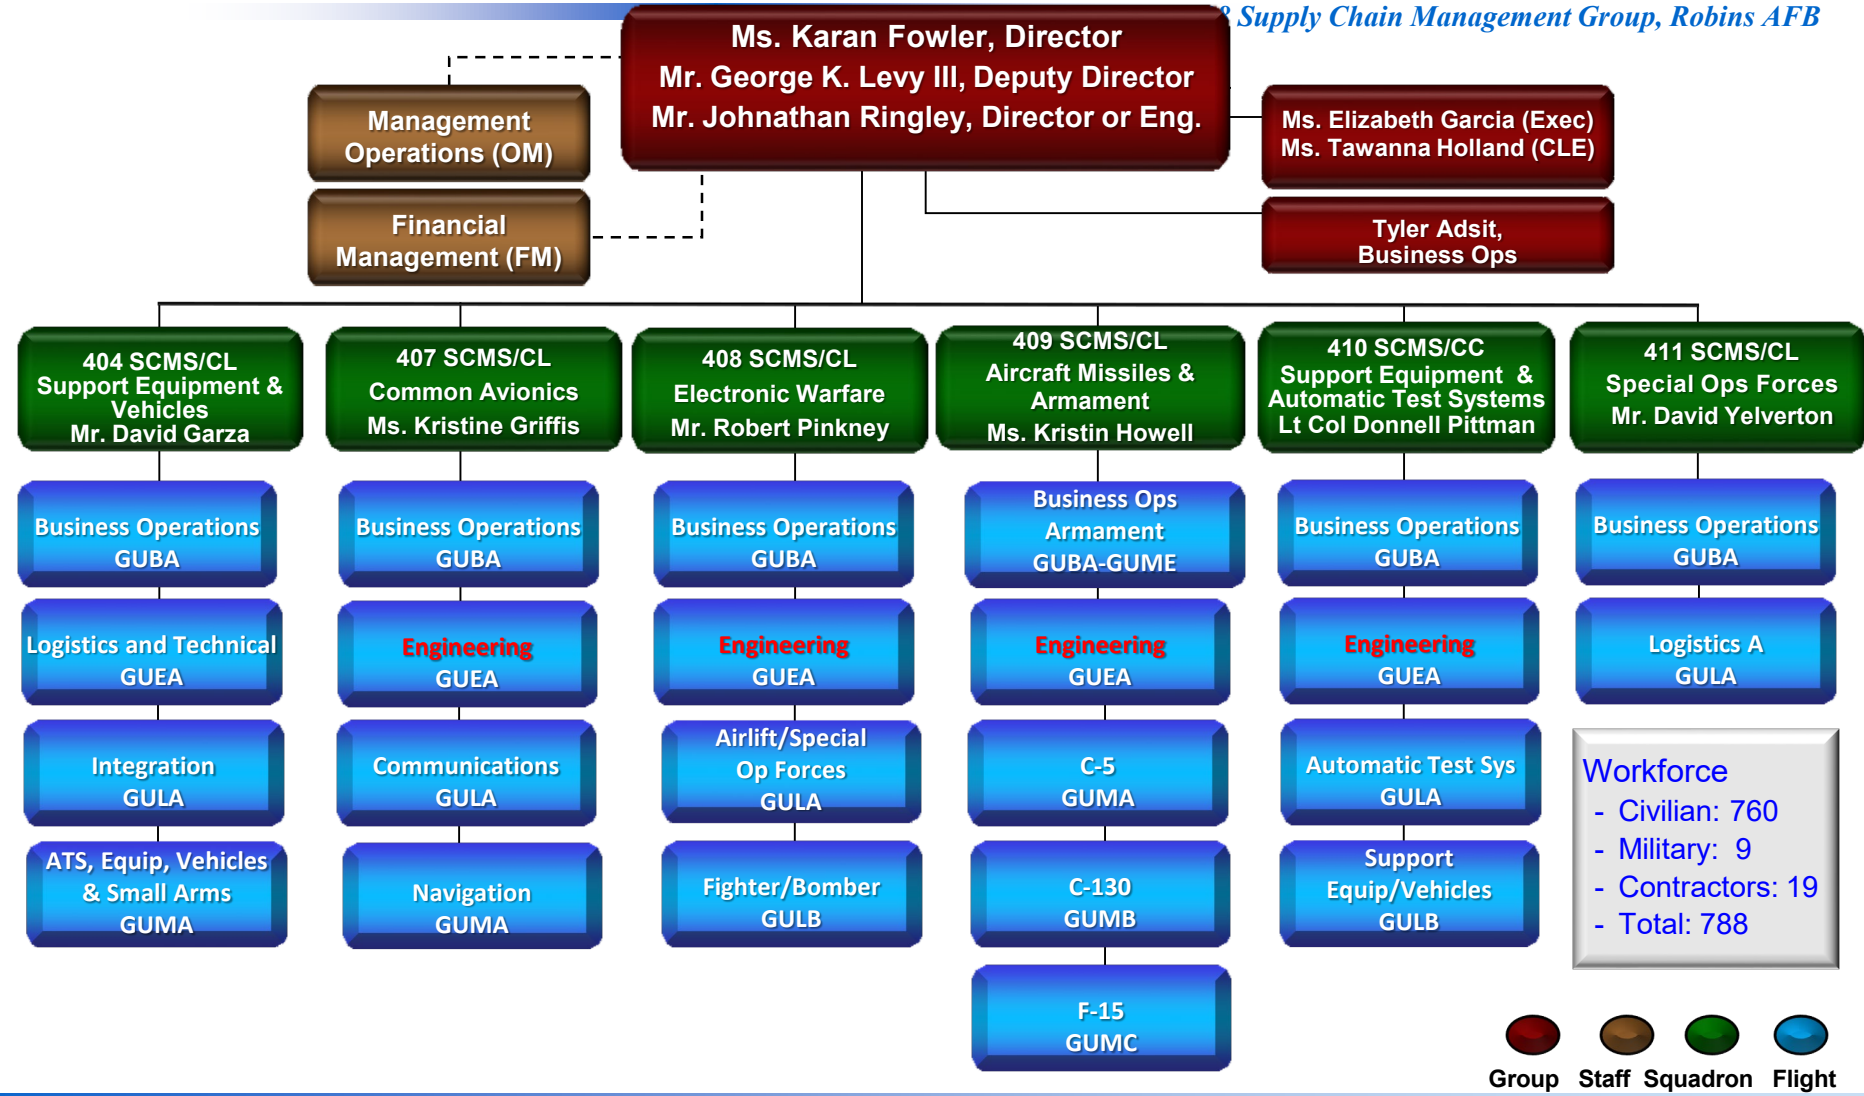 Supply Chain Management Group, Robins AFB
Ms. Karan Fowler, Director
Mr. George K. Levy III, Deputy Director
Mr. Johnathan Ringley, Director or Eng.
Management
Operations (OM)
Financial
Management (FM)
Ms. Elizabeth Garcia (Exec)
Ms. Tawanna Holland (CLE)
Tyler Adsit,
Business Ops
404 SCMS/CL
Support Equipment &
Vehicles
Mr. David Garza
407 SCMS/CL
Common Avionics
Ms. Kristine Griffis
408 SCMS/CL
Electronic Warfare
Mr. Robert Pinkney
409 SCMS/CL
Aircraft Missiles &
Armament
Ms. Kristin Howell
410 SCMS/CC
Support Equipment &
Automatic Test Systems
Lt Col Donnell Pittman
411 SCMS/CL
Special Ops Forces
Mr. David Yelverton
Business Operations
GUBA
Logistics and Technical
GUEA
Integration
GULA
ATS, Equip, Vehicles
& Small Arms
GUMA
Business Operations
GUBA
Engineering
GUEA
Communications
GULA
Navigation
GUMA
Business Operations
GUBA
Engineering
GUEA
Airlift/Special
Op Forces
GULA
Fighter/Bomber
GULB
Business Ops
Armament
GUBA-GUME
Engineering
GUEA
C-5
GUMA
C-130
GUMB
F-15
GUMC
Business Operations
GUBA
Engineering
GUEA
Automatic Test Sys
GULA
Support
Equip/Vehicles
GULB
Business Operations
GUBA
Logistics A
GULA
Workforce
- Civilian: 760
- Military: 9
- Contractors: 19
- Total: 788
Group Staff Squadron Flight